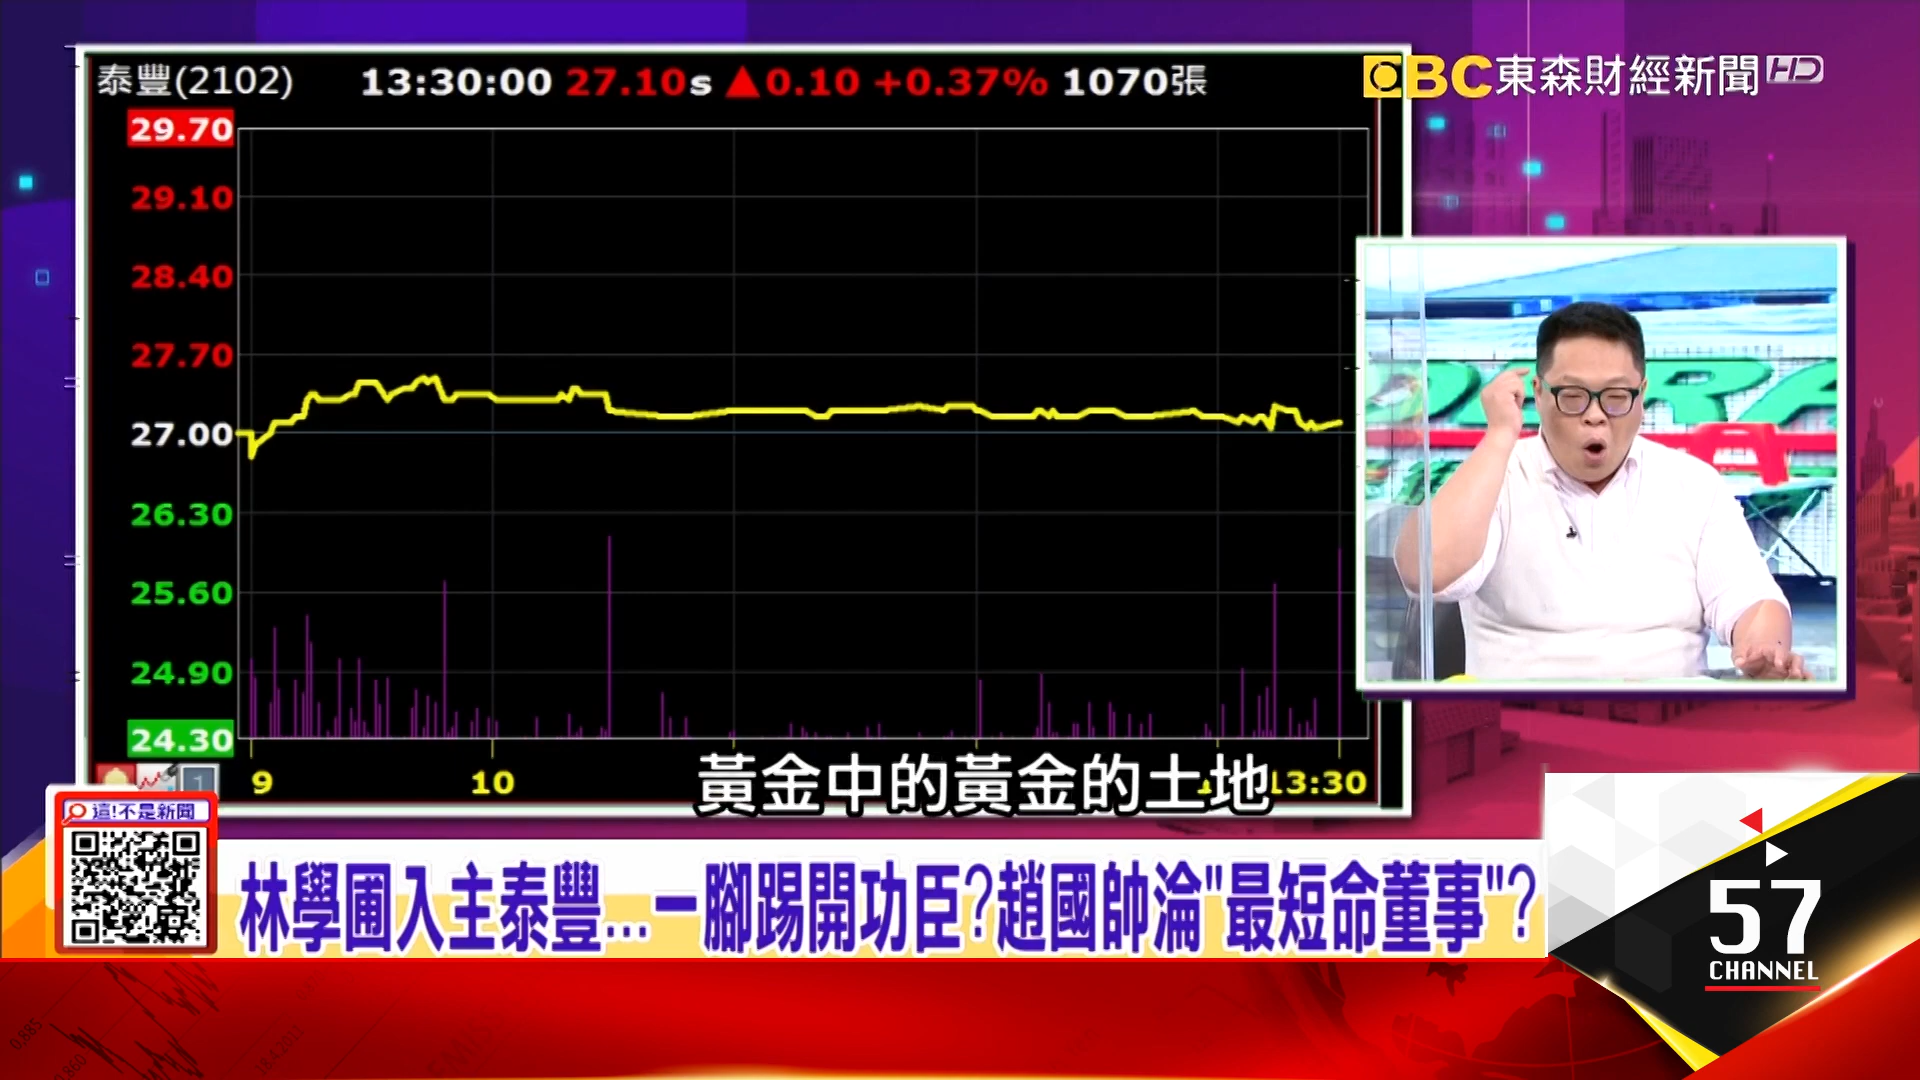 泰豐(2102) 13:30:00 27.10s ▲0.10 +0.37% 1070張
EBC東森財經新聞HD
29.70
29.10
28.40
27.70
27.00
26.30
25.60
24.90
24.30
9 10 13:30
黃金中的黃金的土地
這!不是新聞
林學圃入主泰豐...一腳踢開功臣?趙國帥淪"最短命董事"?
57
CHANNEL